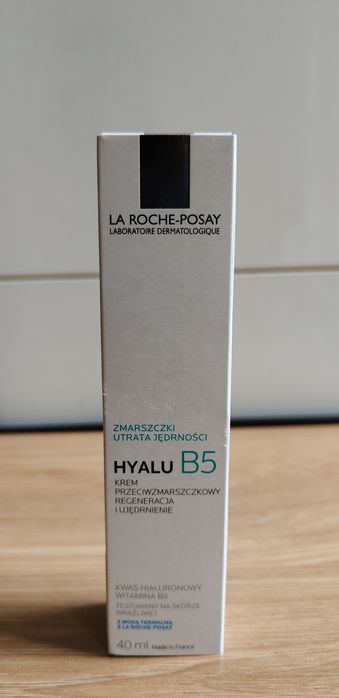 LA ROCHE-POSAY
LABORATOIRE DERMATOLOGIQUE
ZMARSZCZKI
UTRATA JĘDRNOŚCI
HYALU B5
KREM
PRZECIWZMARSZCZKOWY
REGENERACJA
I UJĘDRNIENIE
KWAS HIALURONOWY
WITAMINA B5
TESTOWANY NA SKÓRZE
WRAŻLIWEJ
Z WODĄ TERMALNĄ
Z LA ROCHE-POSAY
40 ml Made in France